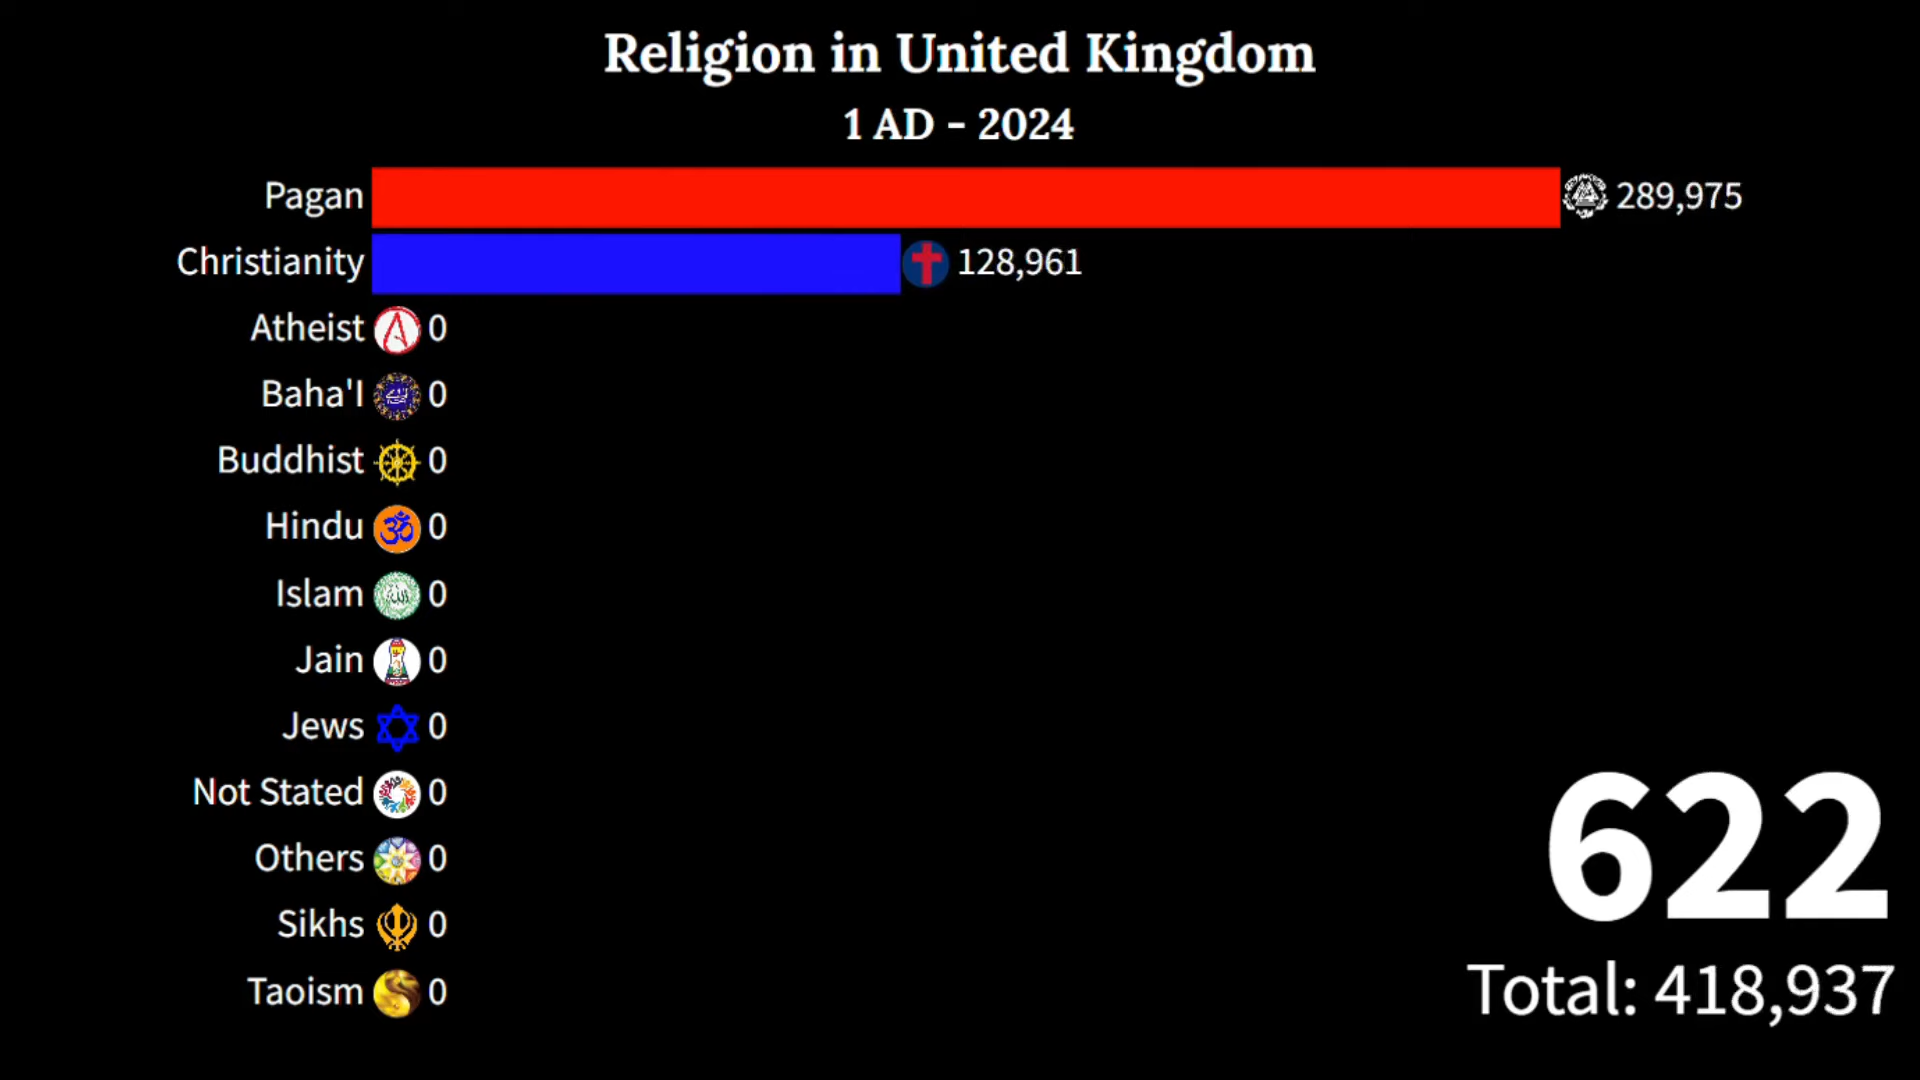 Religion in United Kingdom
1 AD - 2024
Pagan 289,975
Christianity 128,961
Atheist 0
Baha'I 0
Buddhist 0
Hindu 0
Islam 0
Jain 0
Jews 0
Not Stated 0
Others 0
Sikhs 0
Taoism 0
622
Total: 418,937